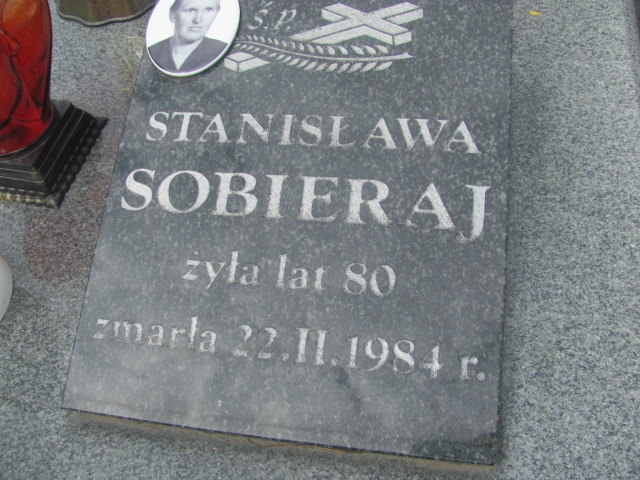 Ś.P.
STANISŁAWA
SOBIERAJ
żyła lat 80
zmarła 22.II.1984 r.